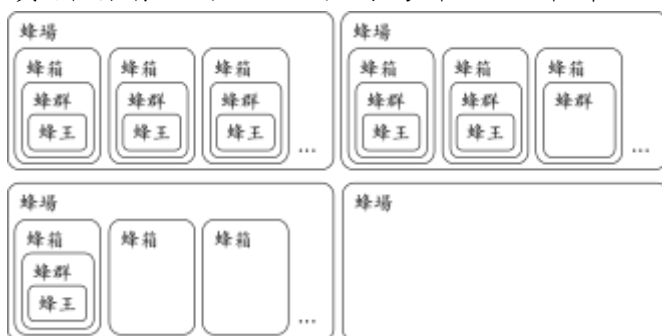 蜂場 蜂場
蜂箱 蜂箱 蜂箱 蜂箱 蜂箱 蜂箱
蜂群 蜂群 蜂群 蜂群 蜂群 蜂群
蜂王 蜂王 蜂王 ... 蜂王 蜂王 ...
蜂場 蜂場
蜂箱 蜂箱 蜂箱
蜂群
蜂王 ...